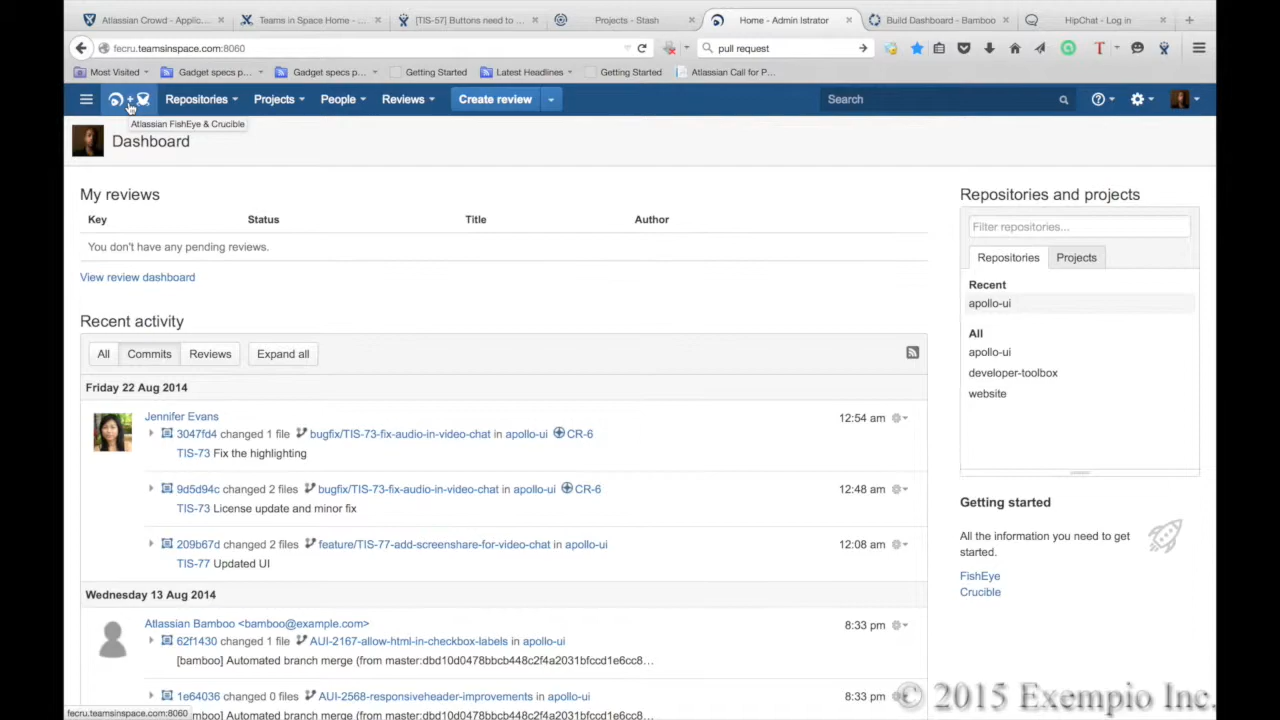 Atlassian Crowd - Applic...
Teams in Space Home - ...
[TIS-57] Buttons need to ...
Projects - Stash
Home - Admin Istrator
Build Dashboard - Bamboo
HipChat - Log in
fecru.teamsinspace.com:8060
pull request
Most Visited
Gadget specs p...
Gadget specs p...
Getting Started
Latest Headlines
Getting Started
Atlassian Call for P...
Repositories
Projects
People
Reviews
Create review
Search
Atlassian FishEye & Crucible
Dashboard
My reviews
Key Status Title Author
You don't have any pending reviews.
View review dashboard
Recent activity
All Commits Reviews Expand all
Friday 22 Aug 2014
Jennifer Evans
12:54 am
3047fd4 changed 1 file bugfix/TIS-73-fix-audio-in-video-chat in apollo-ui CR-6
TIS-73 Fix the highlighting
9d5d94c changed 2 files bugfix/TIS-73-fix-audio-in-video-chat in apollo-ui CR-6
12:48 am
TIS-73 License update and minor fix
209b67d changed 2 files feature/TIS-77-add-screenshare-for-video-chat in apollo-ui
12:08 am
TIS-77 Updated UI
Wednesday 13 Aug 2014
Atlassian Bamboo <bamboo@example.com>
8:33 pm
62f1430 changed 1 file AUI-2167-allow-html-in-checkbox-labels in apollo-ui
[bamboo] Automated branch merge (from master:dbd10d0478bbcb448c2f4a2031bfccd1e6cc8...
1e64036 changed 0 files AUI-2568-responsiveheader-improvements in apollo-ui
8:33 pm
bamboo] Automated branch merge (from master:dbd10d0478bbcb448c2f4a2031bfccd1e6cc8...
fecru.teamsinspace.com:8060
Repositories and projects
Filter repositories...
Repositories Projects
Recent
apollo-ui
All
apollo-ui
developer-toolbox
website
Getting started
All the information you need to get
started.
FishEye
Crucible
© 2015 Exempio Inc.